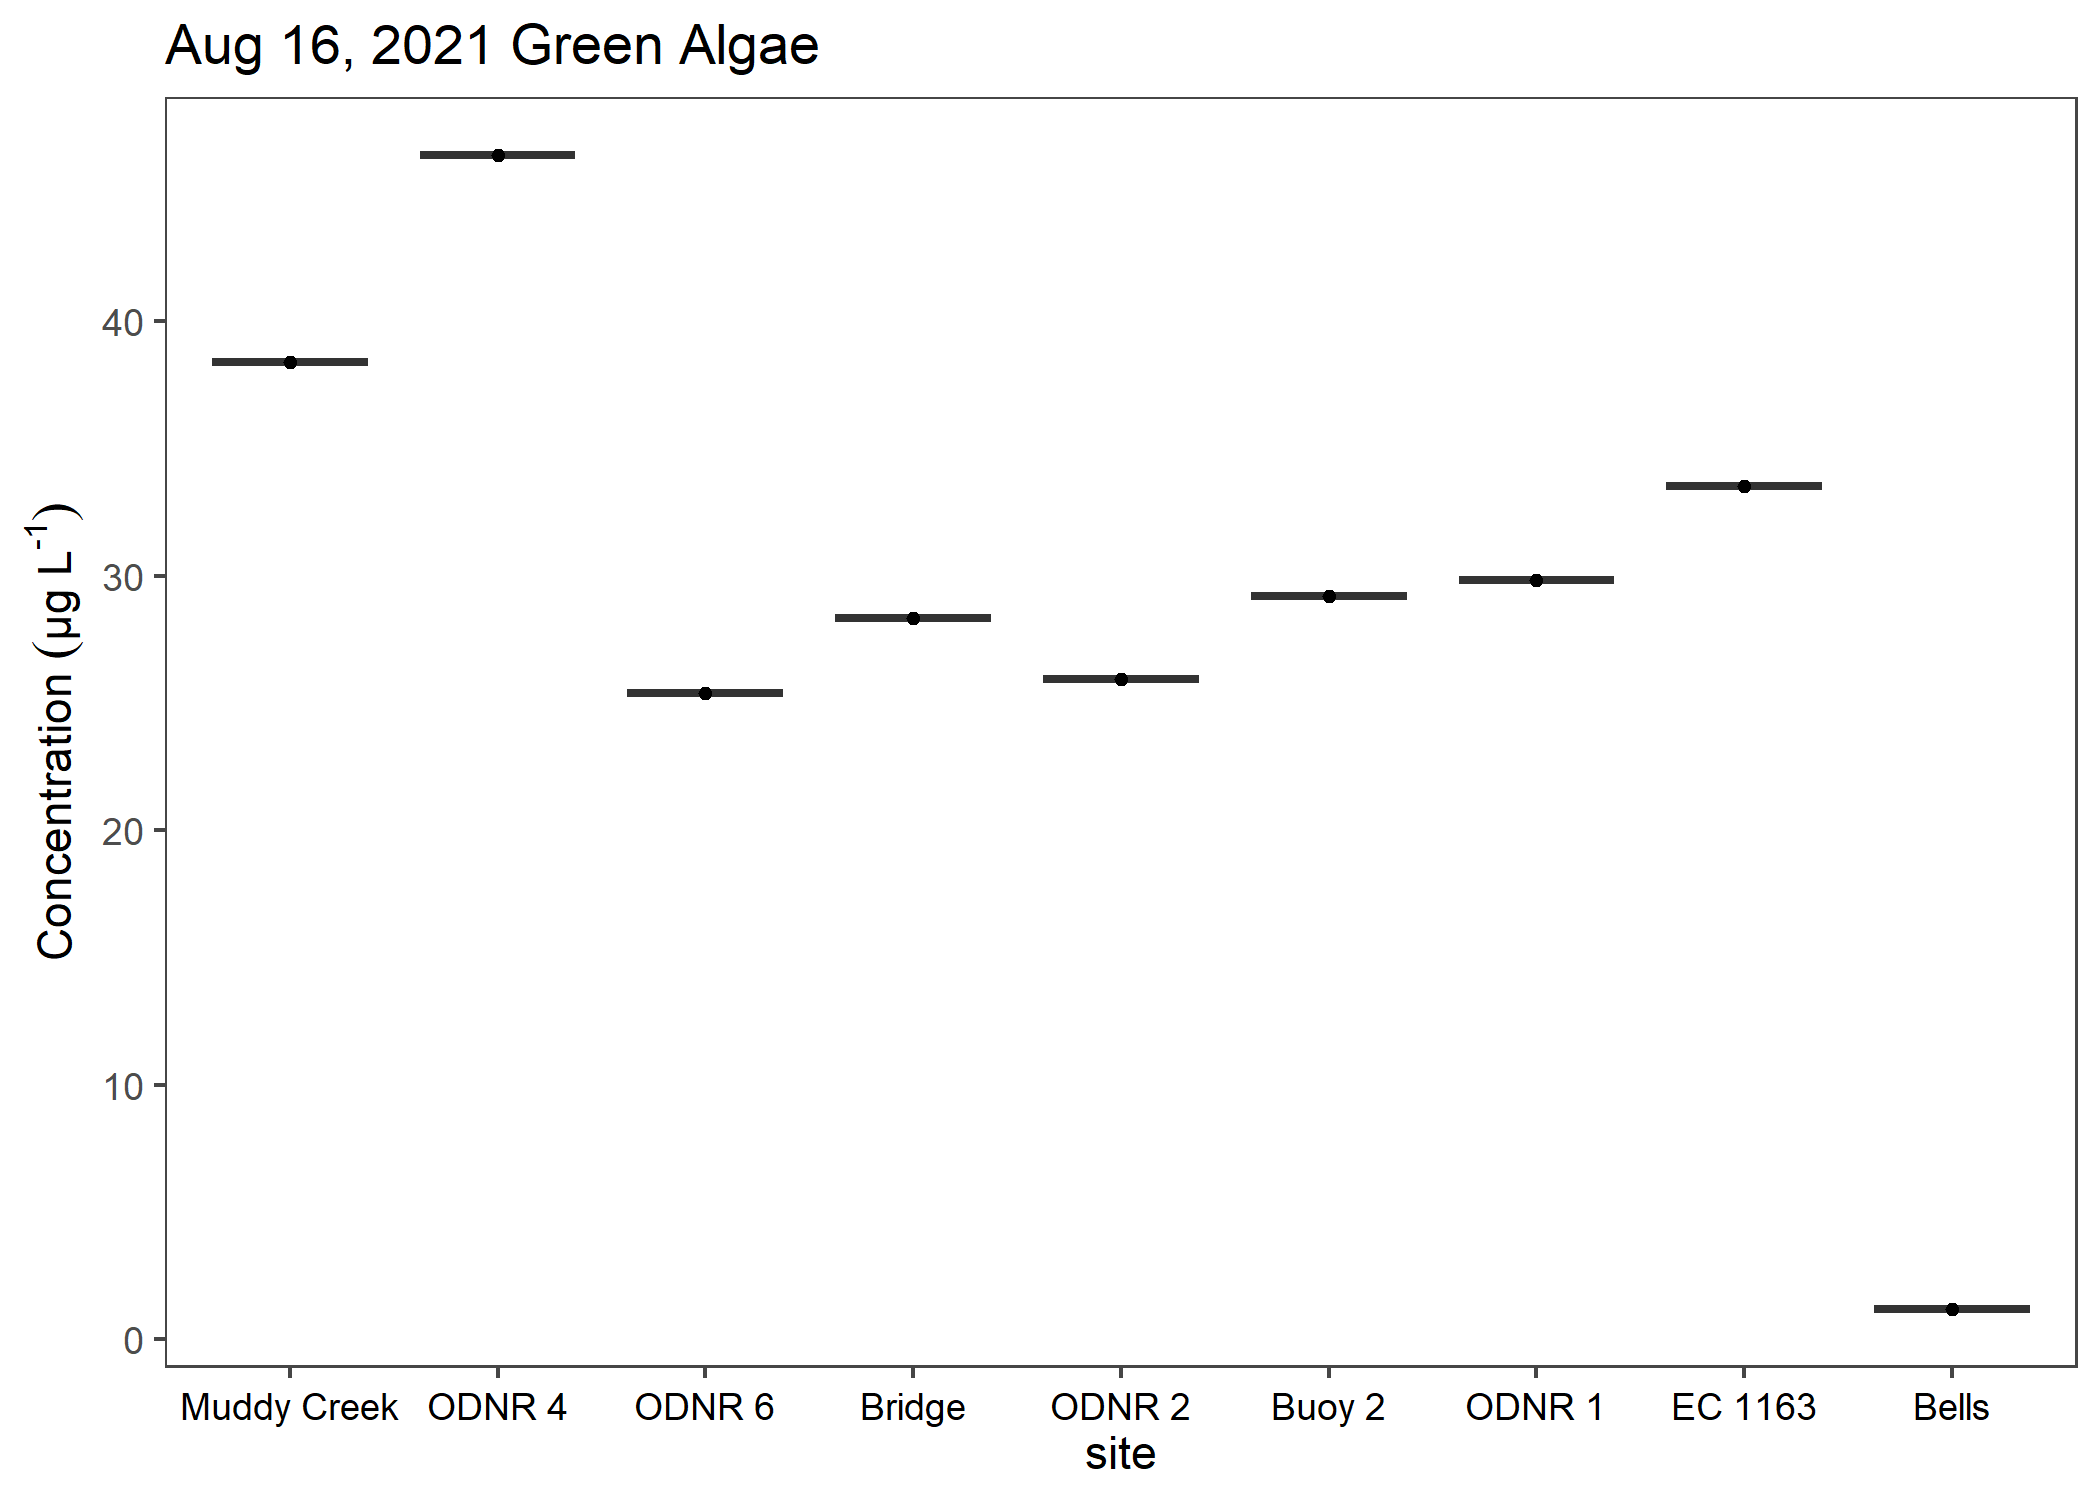 Aug 16, 2021 Green Algae
Concentration (µg L⁻¹)
40
30
20
10
0
Muddy Creek ODNR 4 ODNR 6 Bridge ODNR 2 Buoy 2 ODNR 1 EC 1163 Bells
site